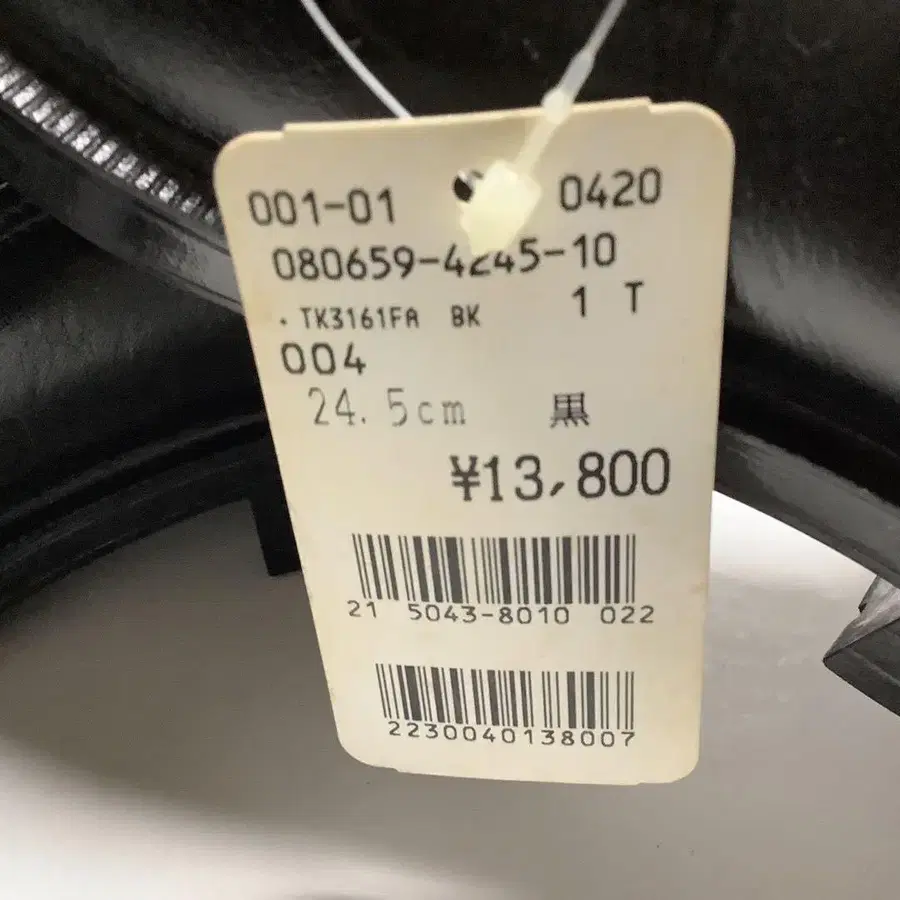 001-01 0420
080659-4245-10
. TK3161FA BK 1 T
004
24.5cm 黒
¥13,800
21 5043-8010 022
2230040138007